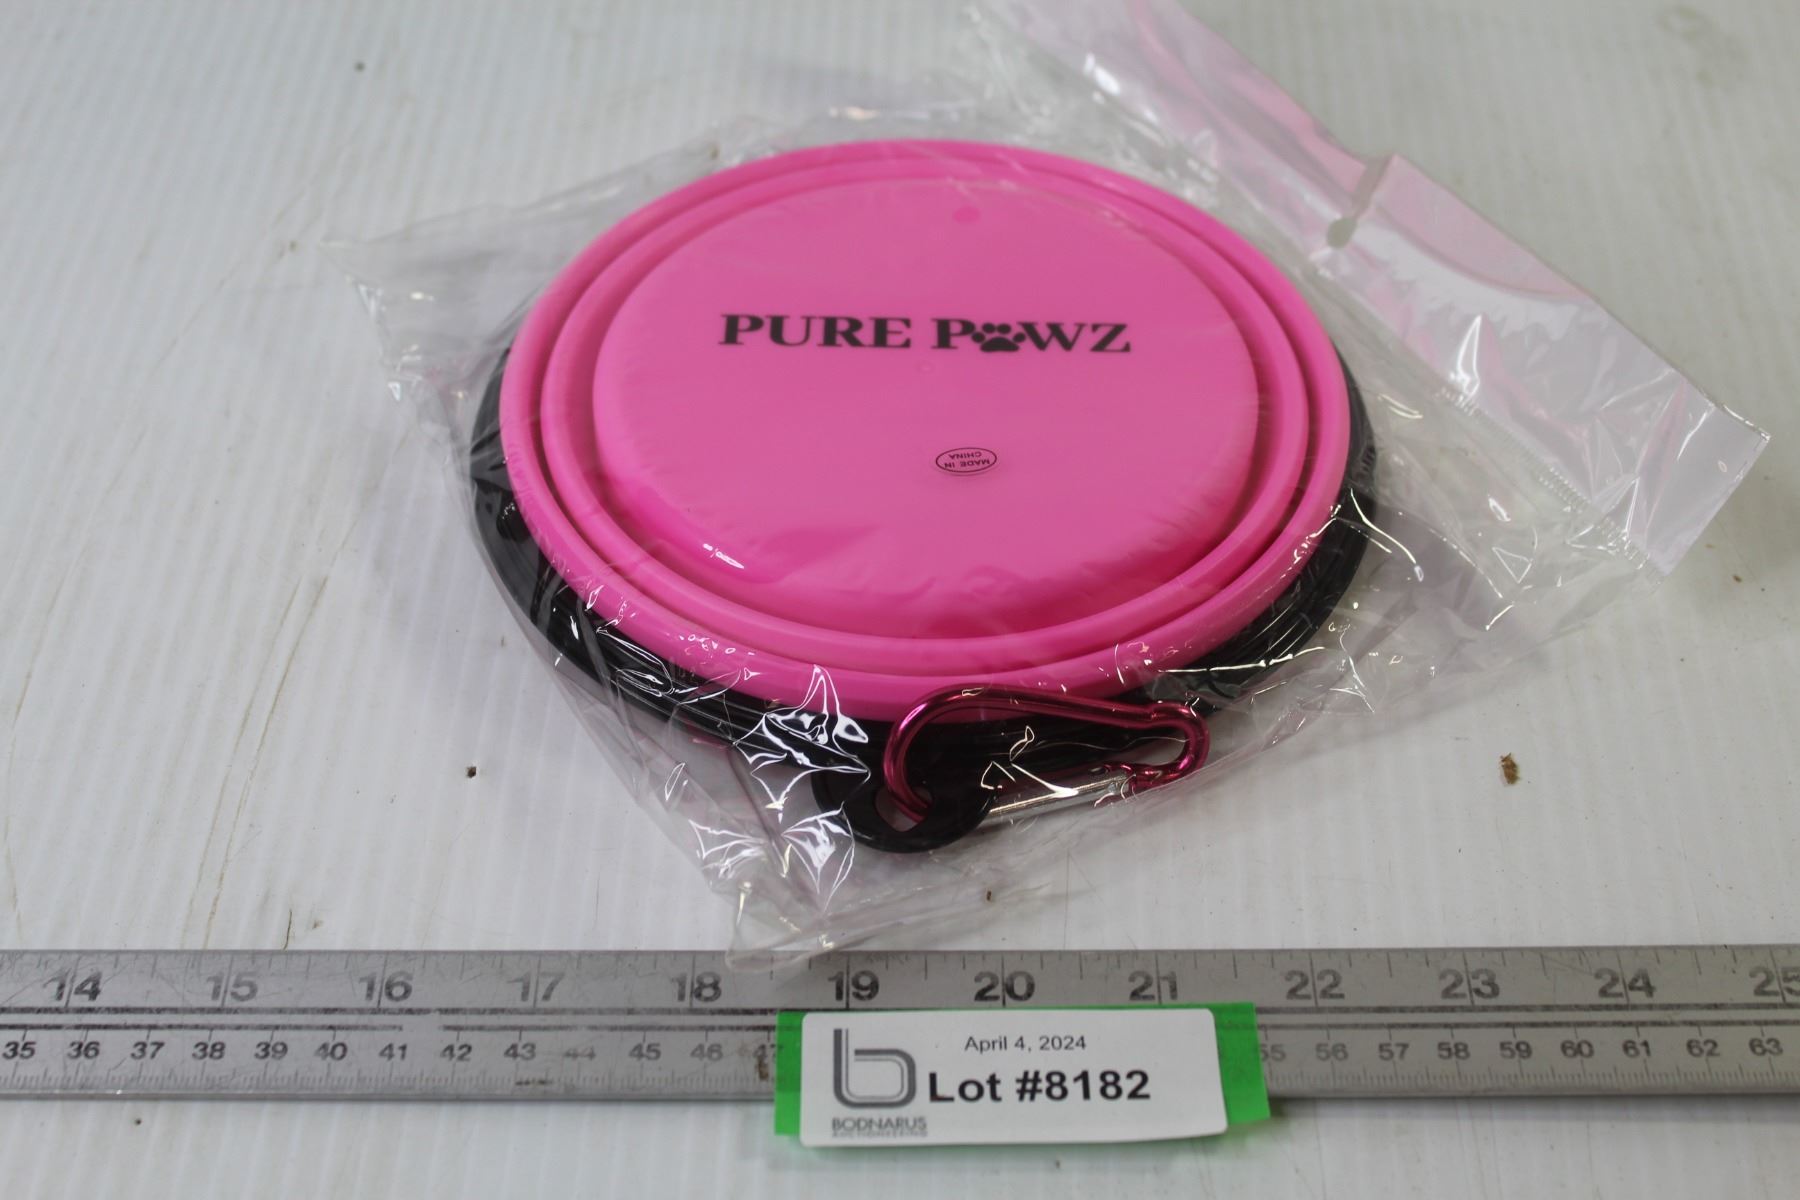 PURE PAWZ
MADE IN
CHINA
14 15 16 17 18 19 20 21 22 23 24 25
35 36 37 38 39 40 41 42 43 44 45 46 47 55 56 57 58 59 60 61 62 63
April 4, 2024
Lot #8182
BODNARUS
AUCTIONEERING